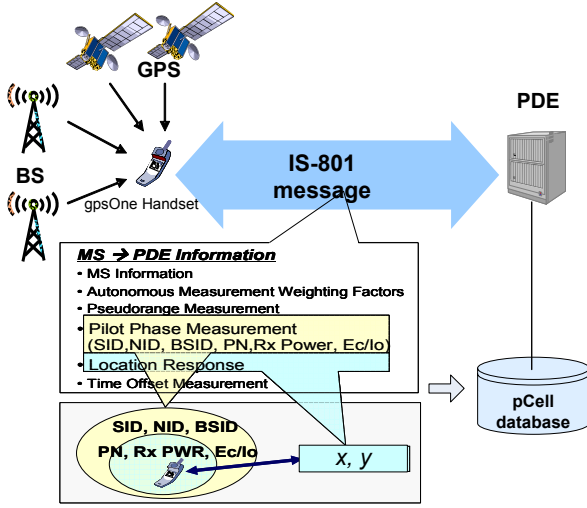 GPS
PDE
BS
gpsOne Handset
IS-801
message
MS → PDE Information
• MS Information
• Autonomous Measurement Weighting Factors
• Pseudorange Measurement
• Pilot Phase Measurement
(SID,NID, BSID, PN,Rx Power, Ec/Io)
• Location Response
• Time Offset Measurement
SID, NID, BSID
PN, Rx PWR, Ec/Io
x, y
pCell
database